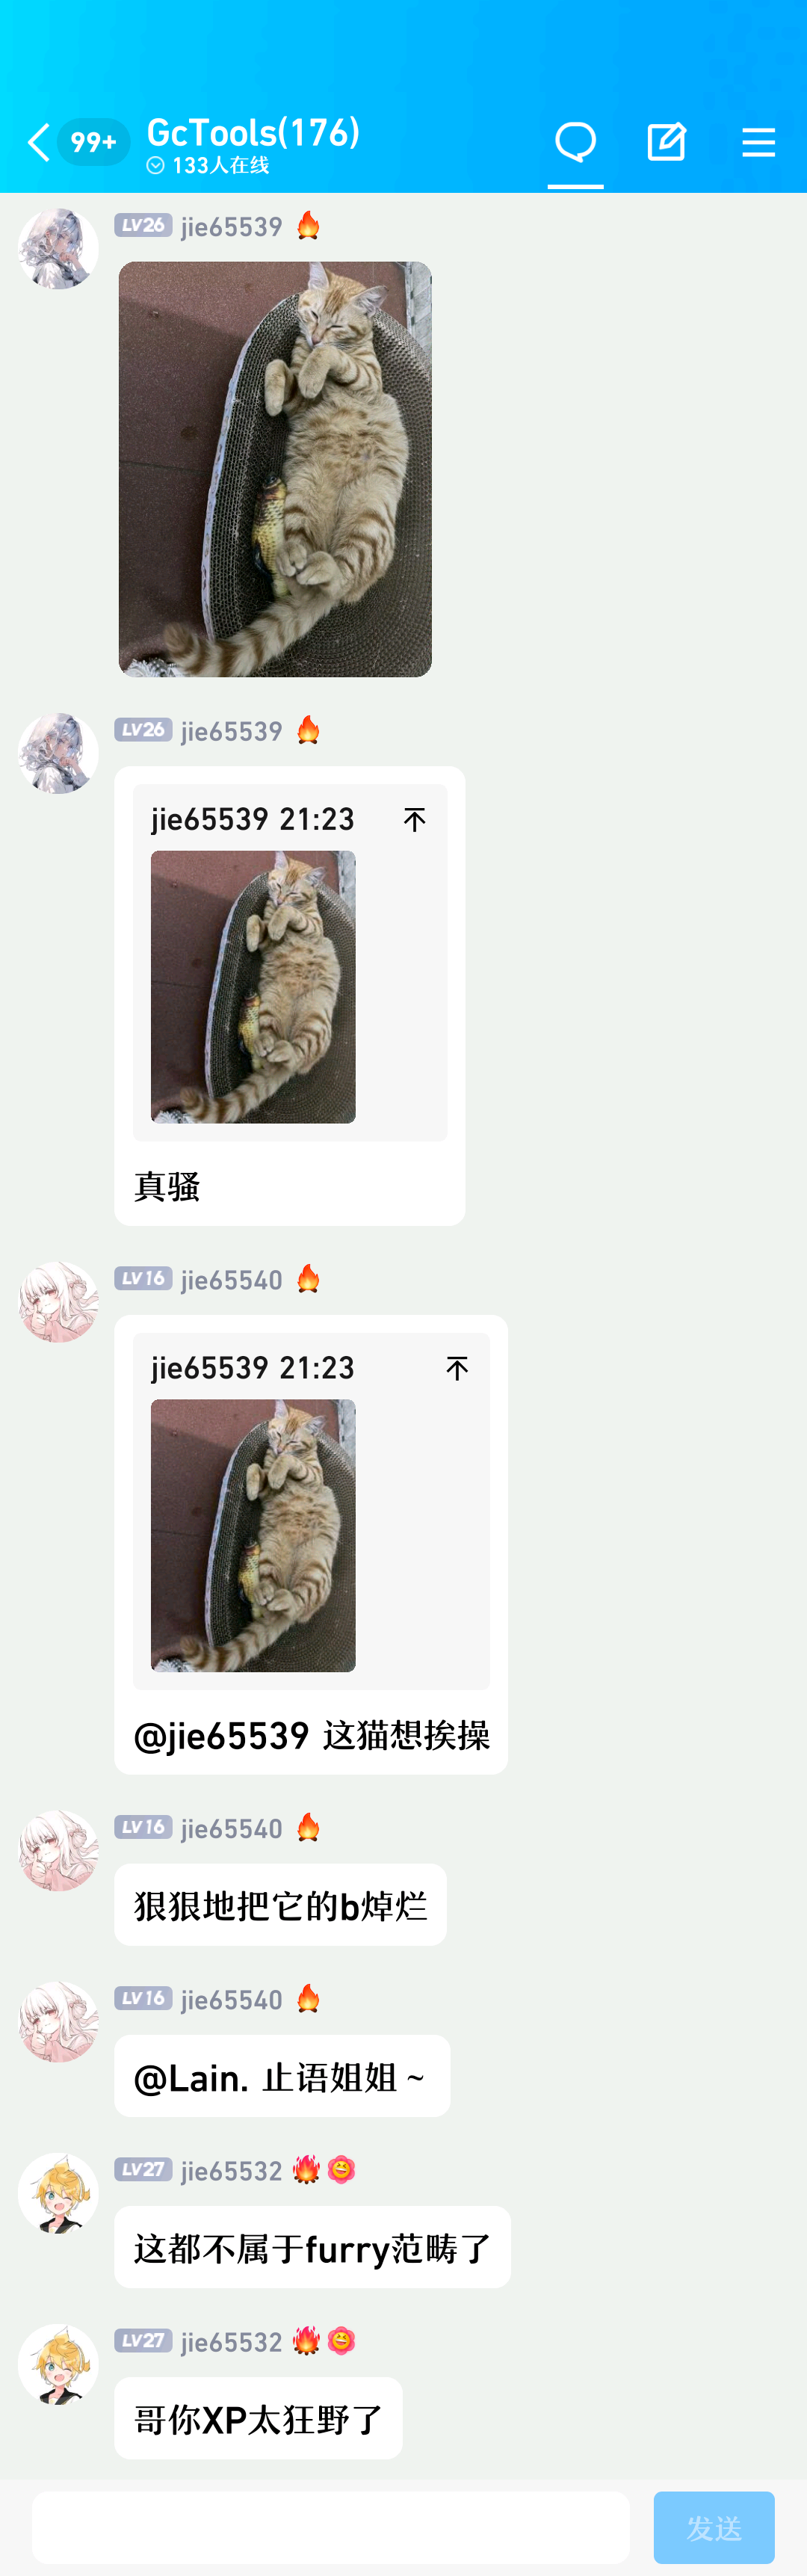 99+
GcTools(176)
133人在线
LV26 jie65539 🔥
LV26 jie65539 🔥
jie65539 21:23
真骚
LV16 jie65540 🔥
jie65539 21:23
@jie65539 这猫想挨操
LV16 jie65540 🔥
狠狠地把它的b焯烂
LV16 jie65540 🔥
@Lain. 止语姐姐~
LV27 jie65532 🔥
这都不属于furry范畴了
LV27 jie65532 🔥
哥你XP太狂野了
发送